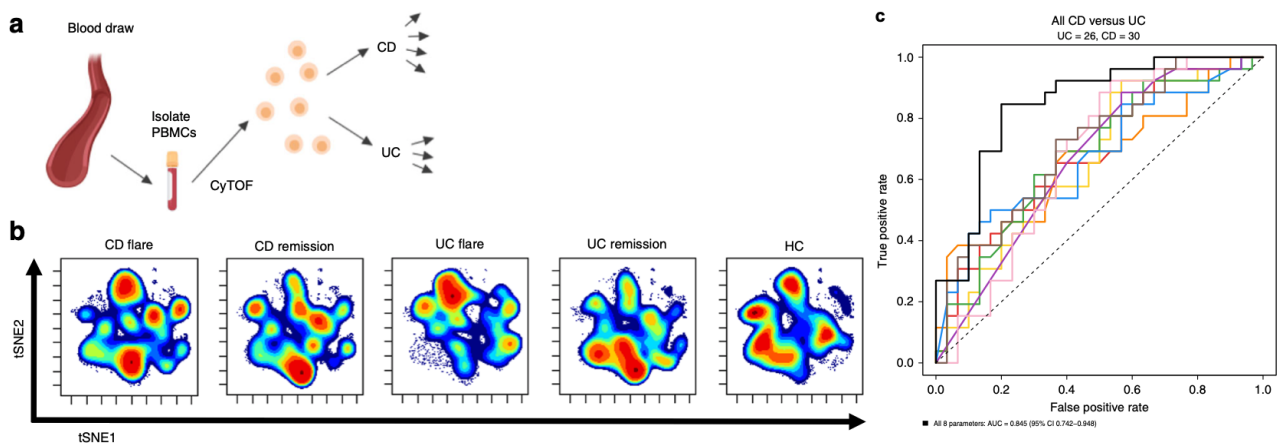 a
Blood draw
Isolate
PBMCs
CyTOF
CD
UC
b
CD flare
CD remission
UC flare
UC remission
HC
tSNE2
tSNE1
c
All CD versus UC
UC = 26, CD = 30
True positive rate
1.0
0.8
0.6
0.4
0.2
0.0
0.0 0.2 0.4 0.6 0.8 1.0
False positive rate
All 8 parameters: AUC = 0.845 (95% CI 0.742–0.948)